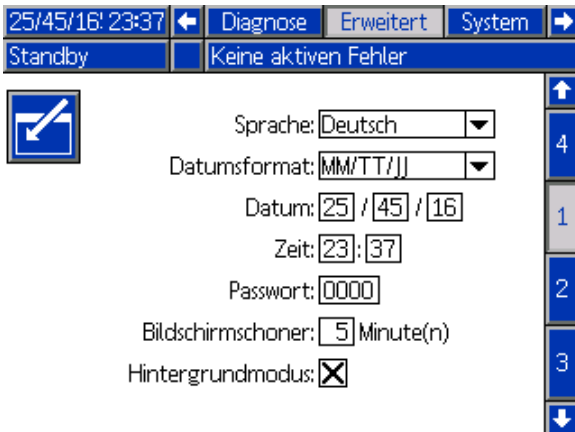 25/45/16' 23:37 Diagnose Erweitert System
Standby Keine aktiven Fehler
4
Sprache: Deutsch
Datumsformat: MM/TT/JJ
Datum: 25 / 45 / 16
1
Zeit: 23 : 37
Passwort: 0000
2
Bildschirmschoner: 5 Minute(n)
3
Hintergrundmodus: X